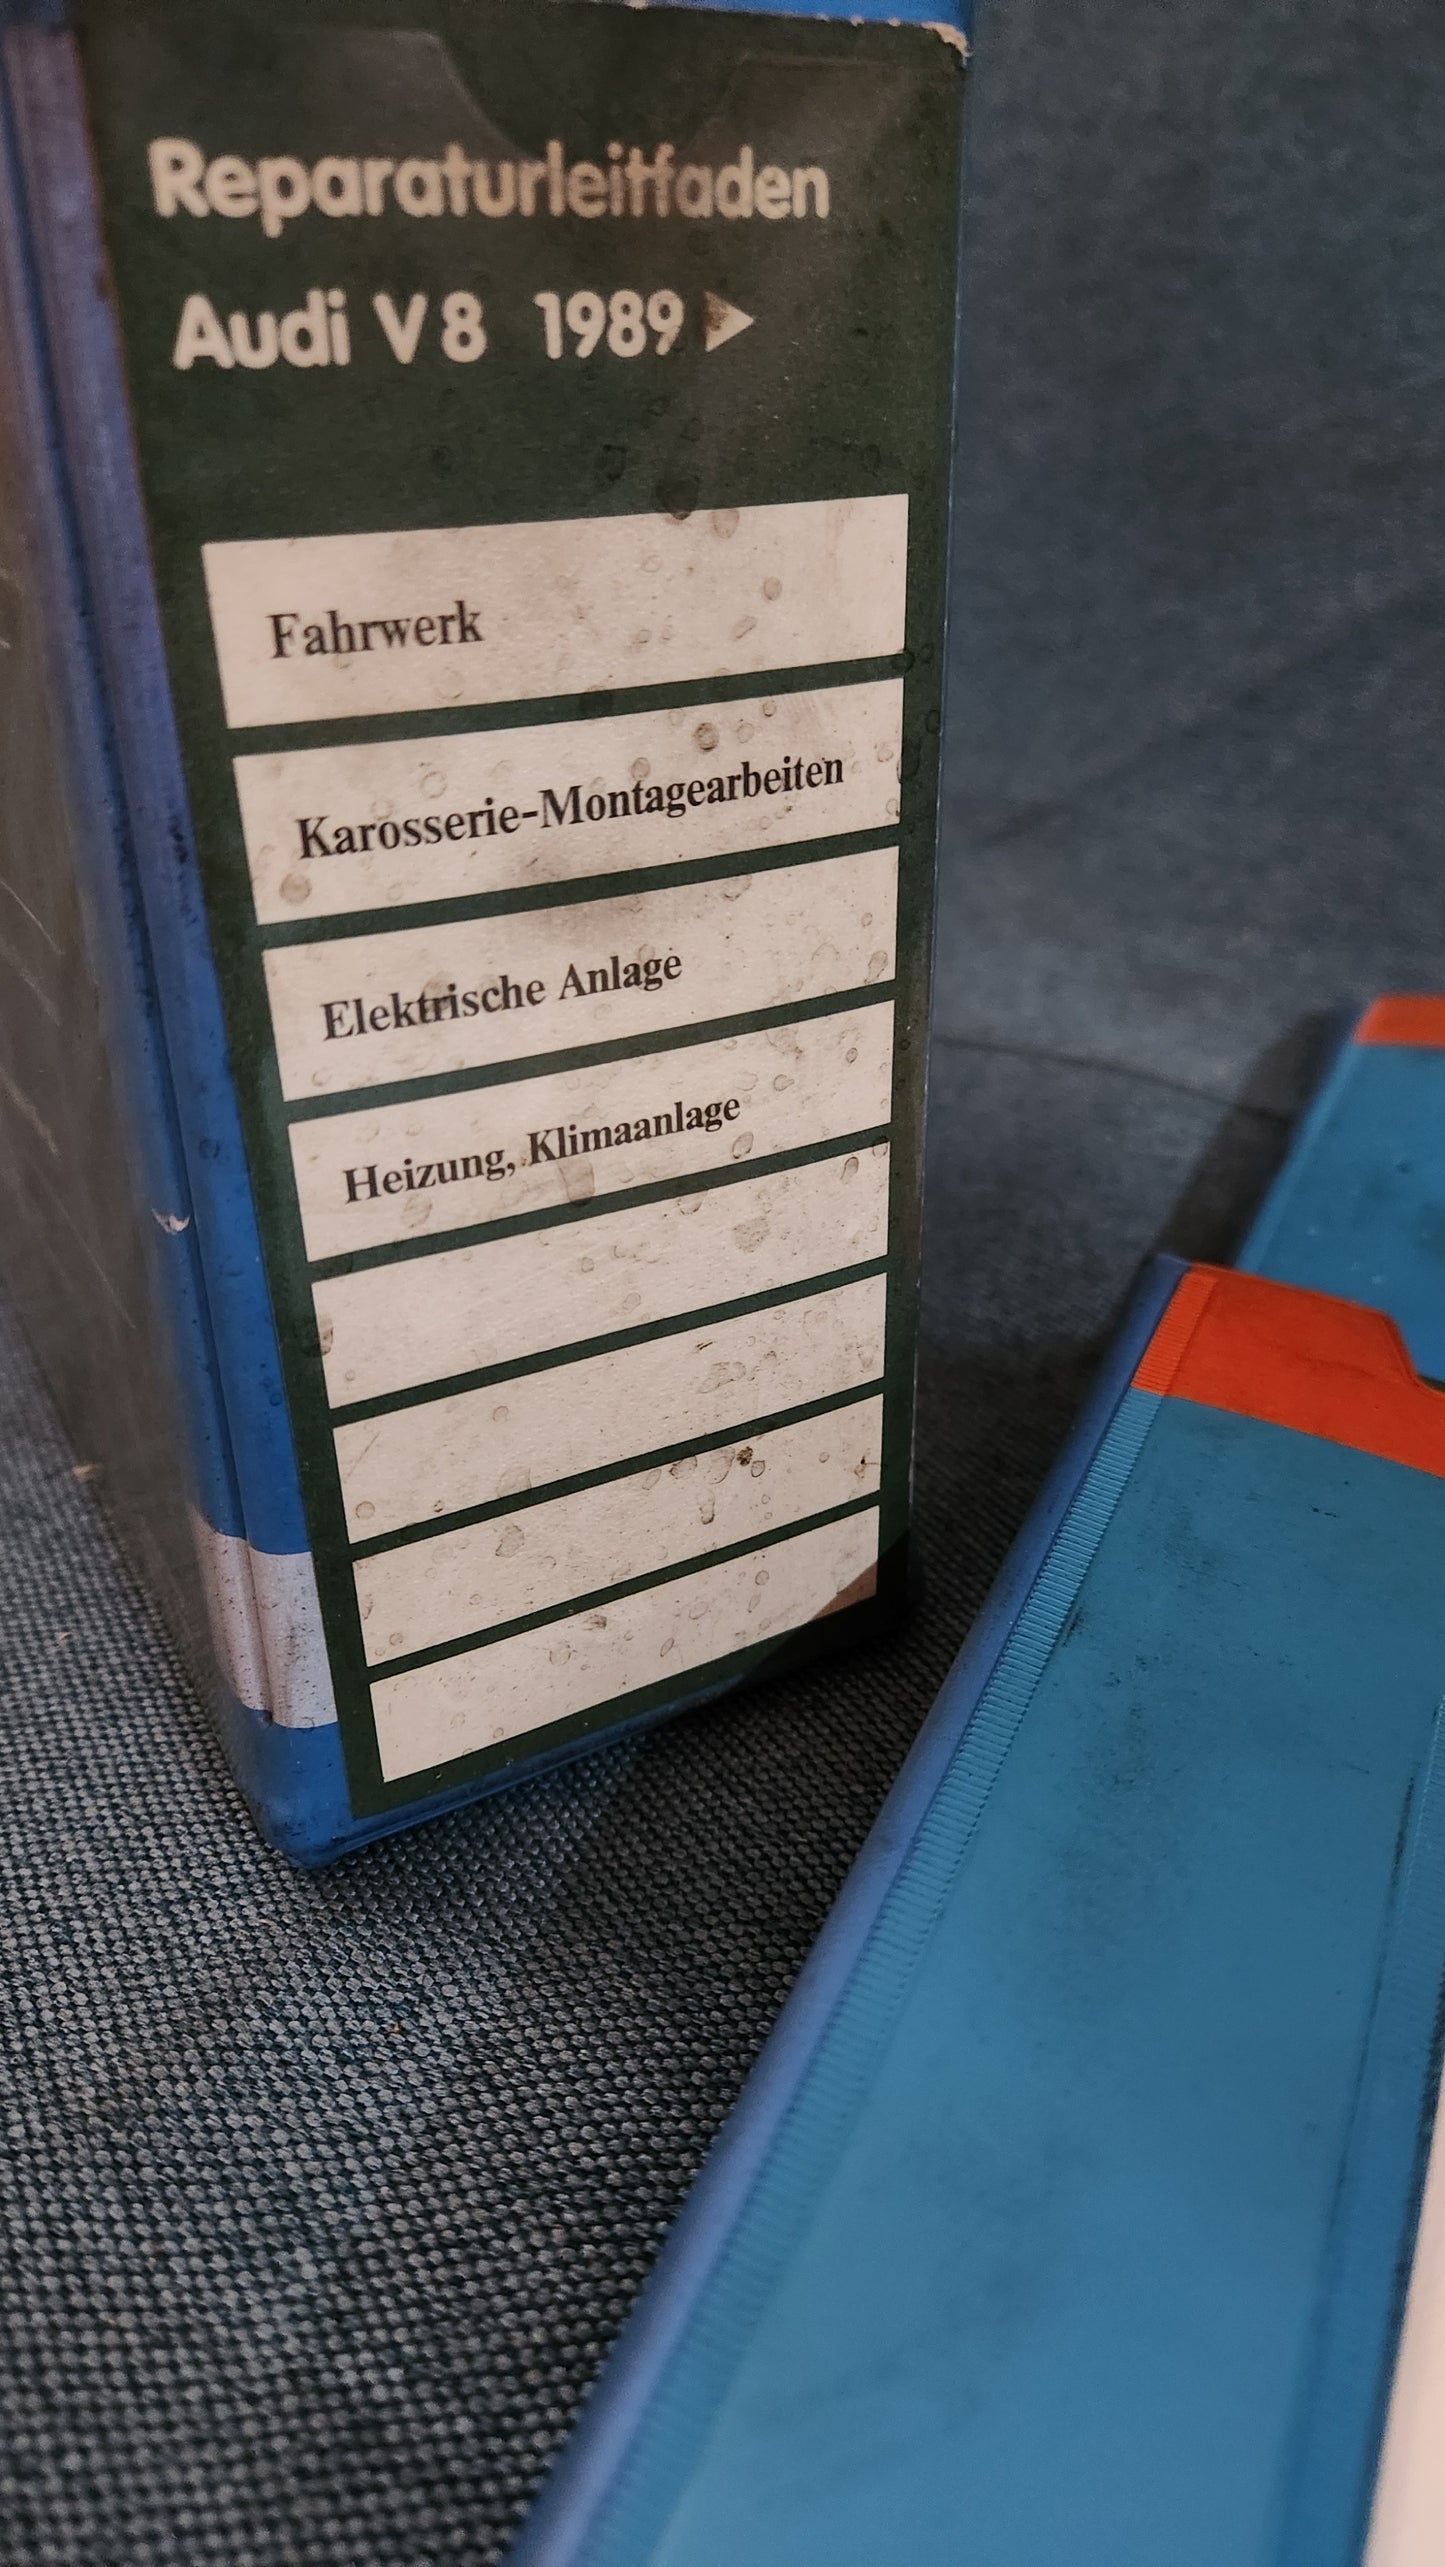 Reparaturleitfaden
Audi V8 1989 ▶
Fahrwerk
Karosserie-Montagearbeiten
Elektrische Anlage
Heizung, Klimaanlage